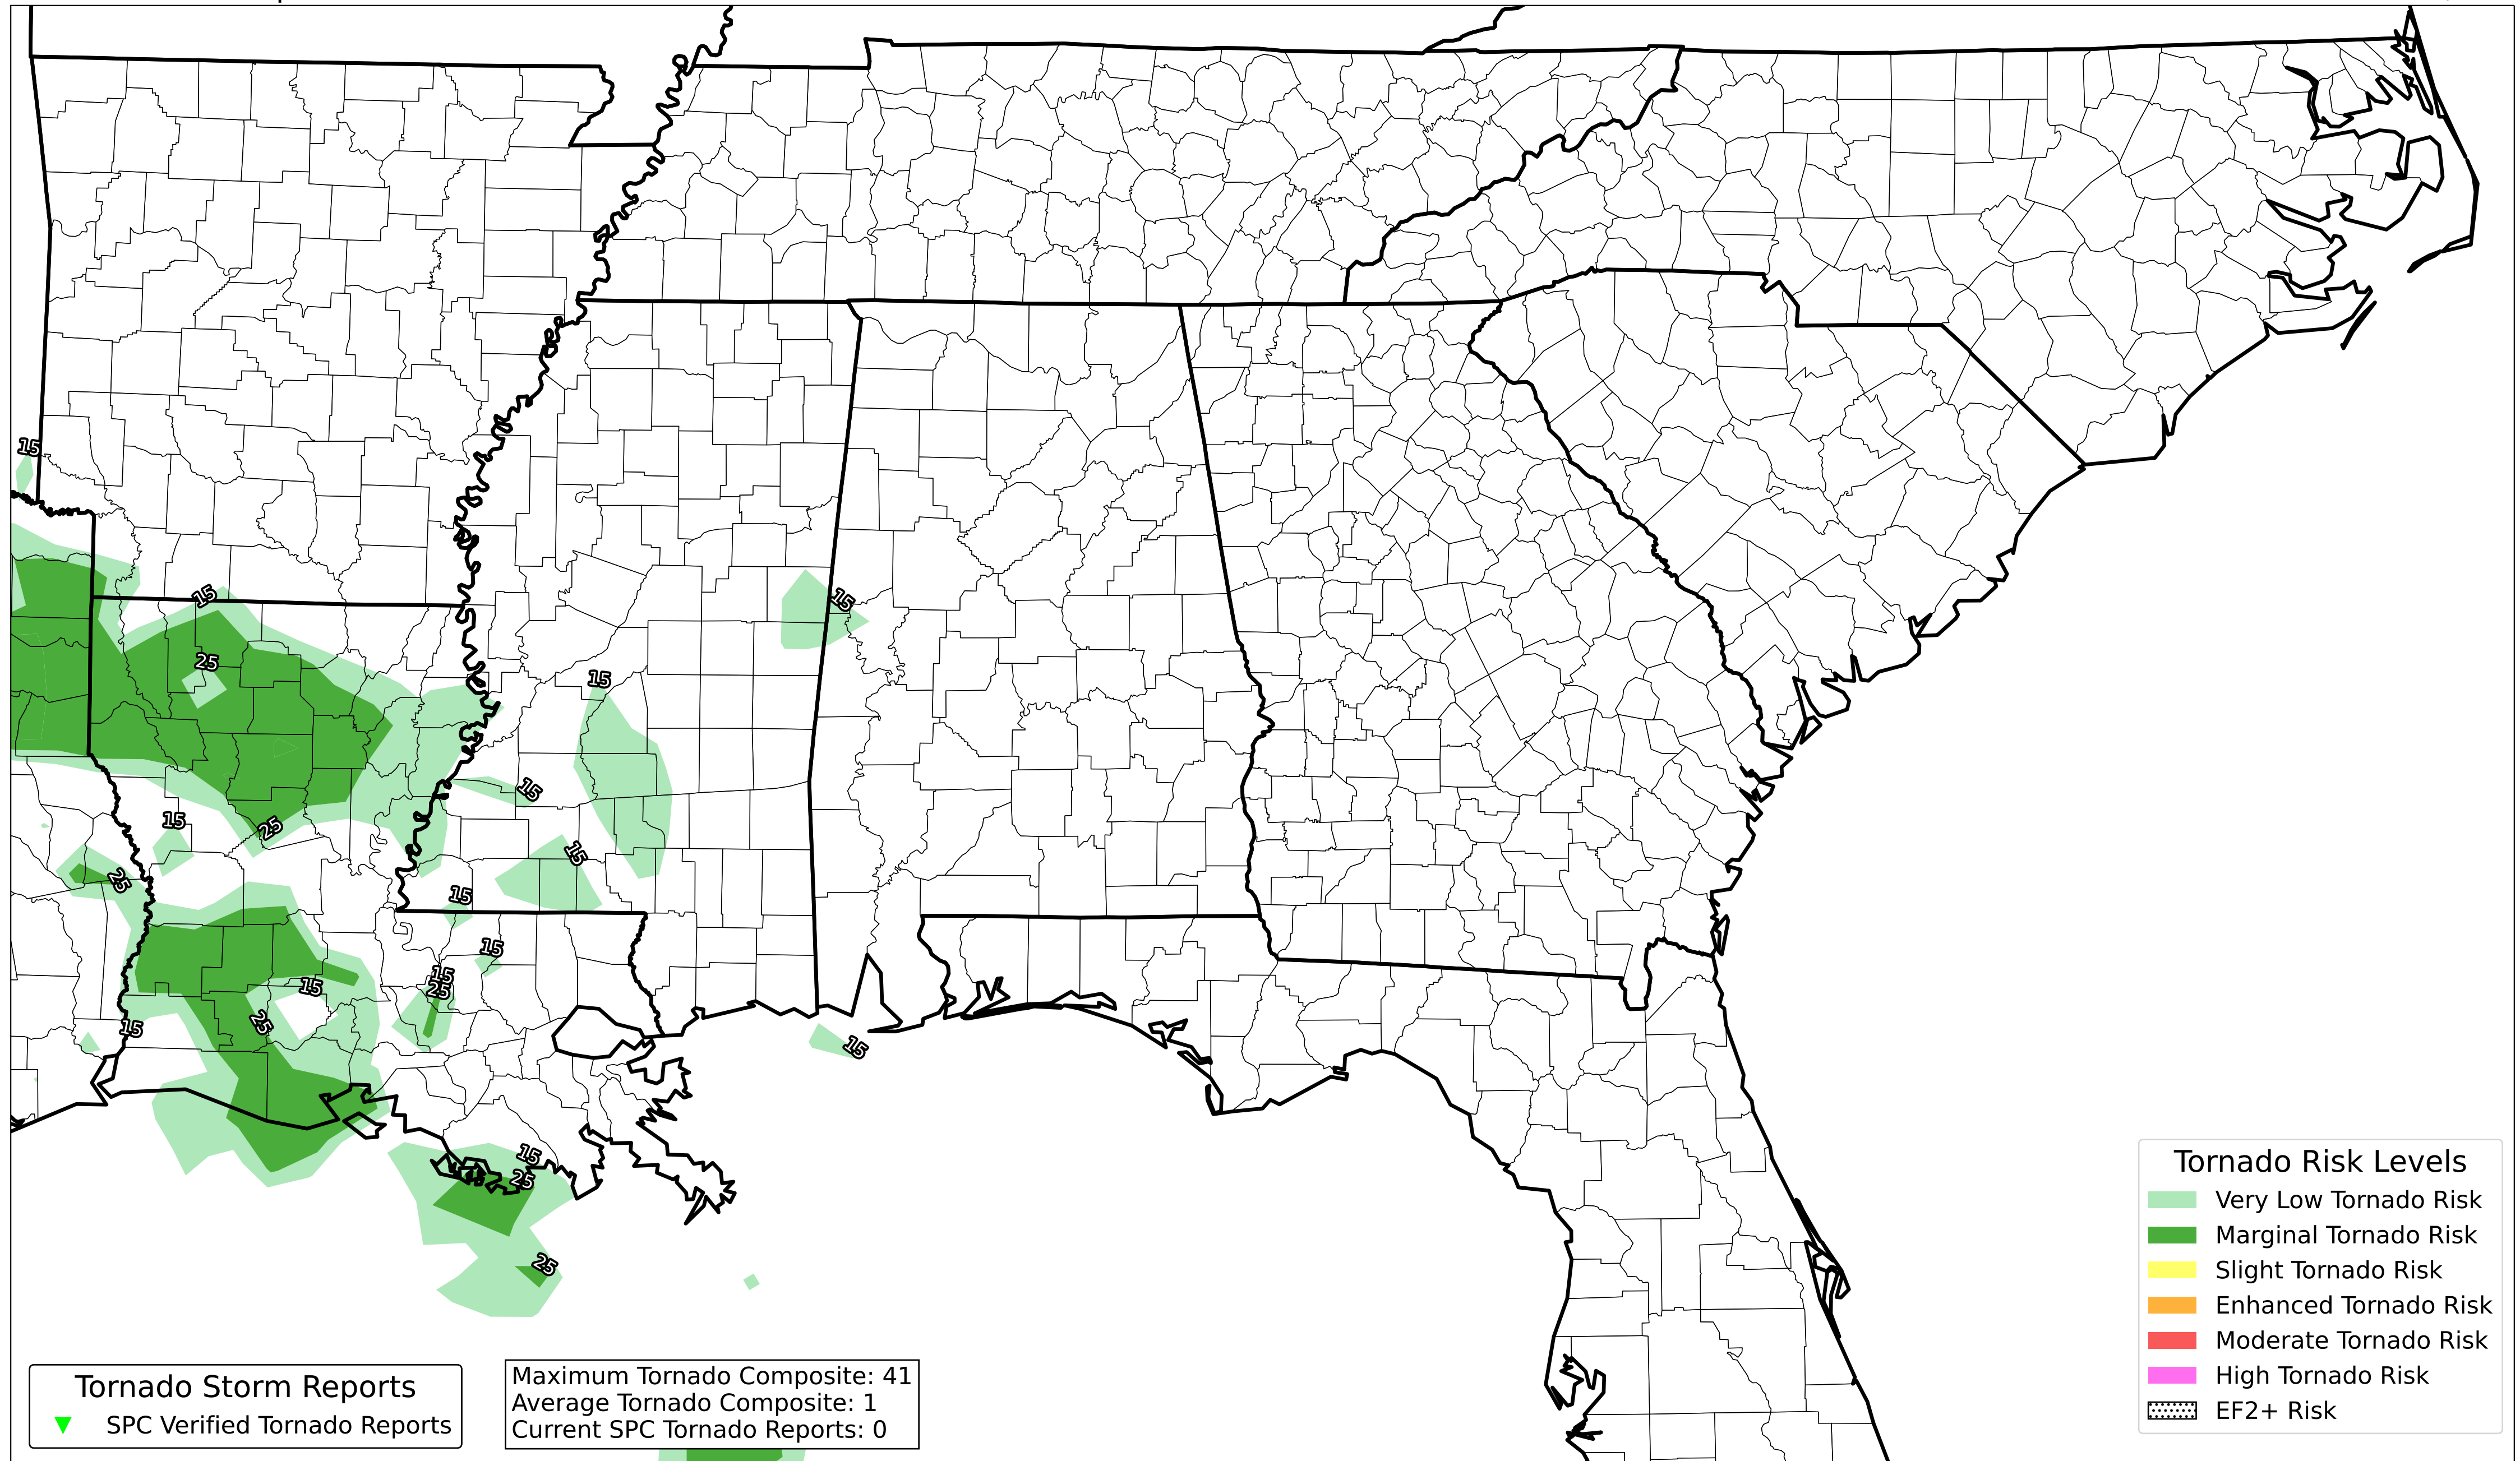 15
15
25
15
15
15
15
25
15
15
25
15
15
15
25
15
25
15
15
15
25
25
Tornado Risk Levels
Very Low Tornado Risk
Marginal Tornado Risk
Slight Tornado Risk
Enhanced Tornado Risk
Moderate Tornado Risk
High Tornado Risk
EF2+ Risk
Tornado Storm Reports
SPC Verified Tornado Reports
Maximum Tornado Composite: 41
Average Tornado Composite: 1
Current SPC Tornado Reports: 0